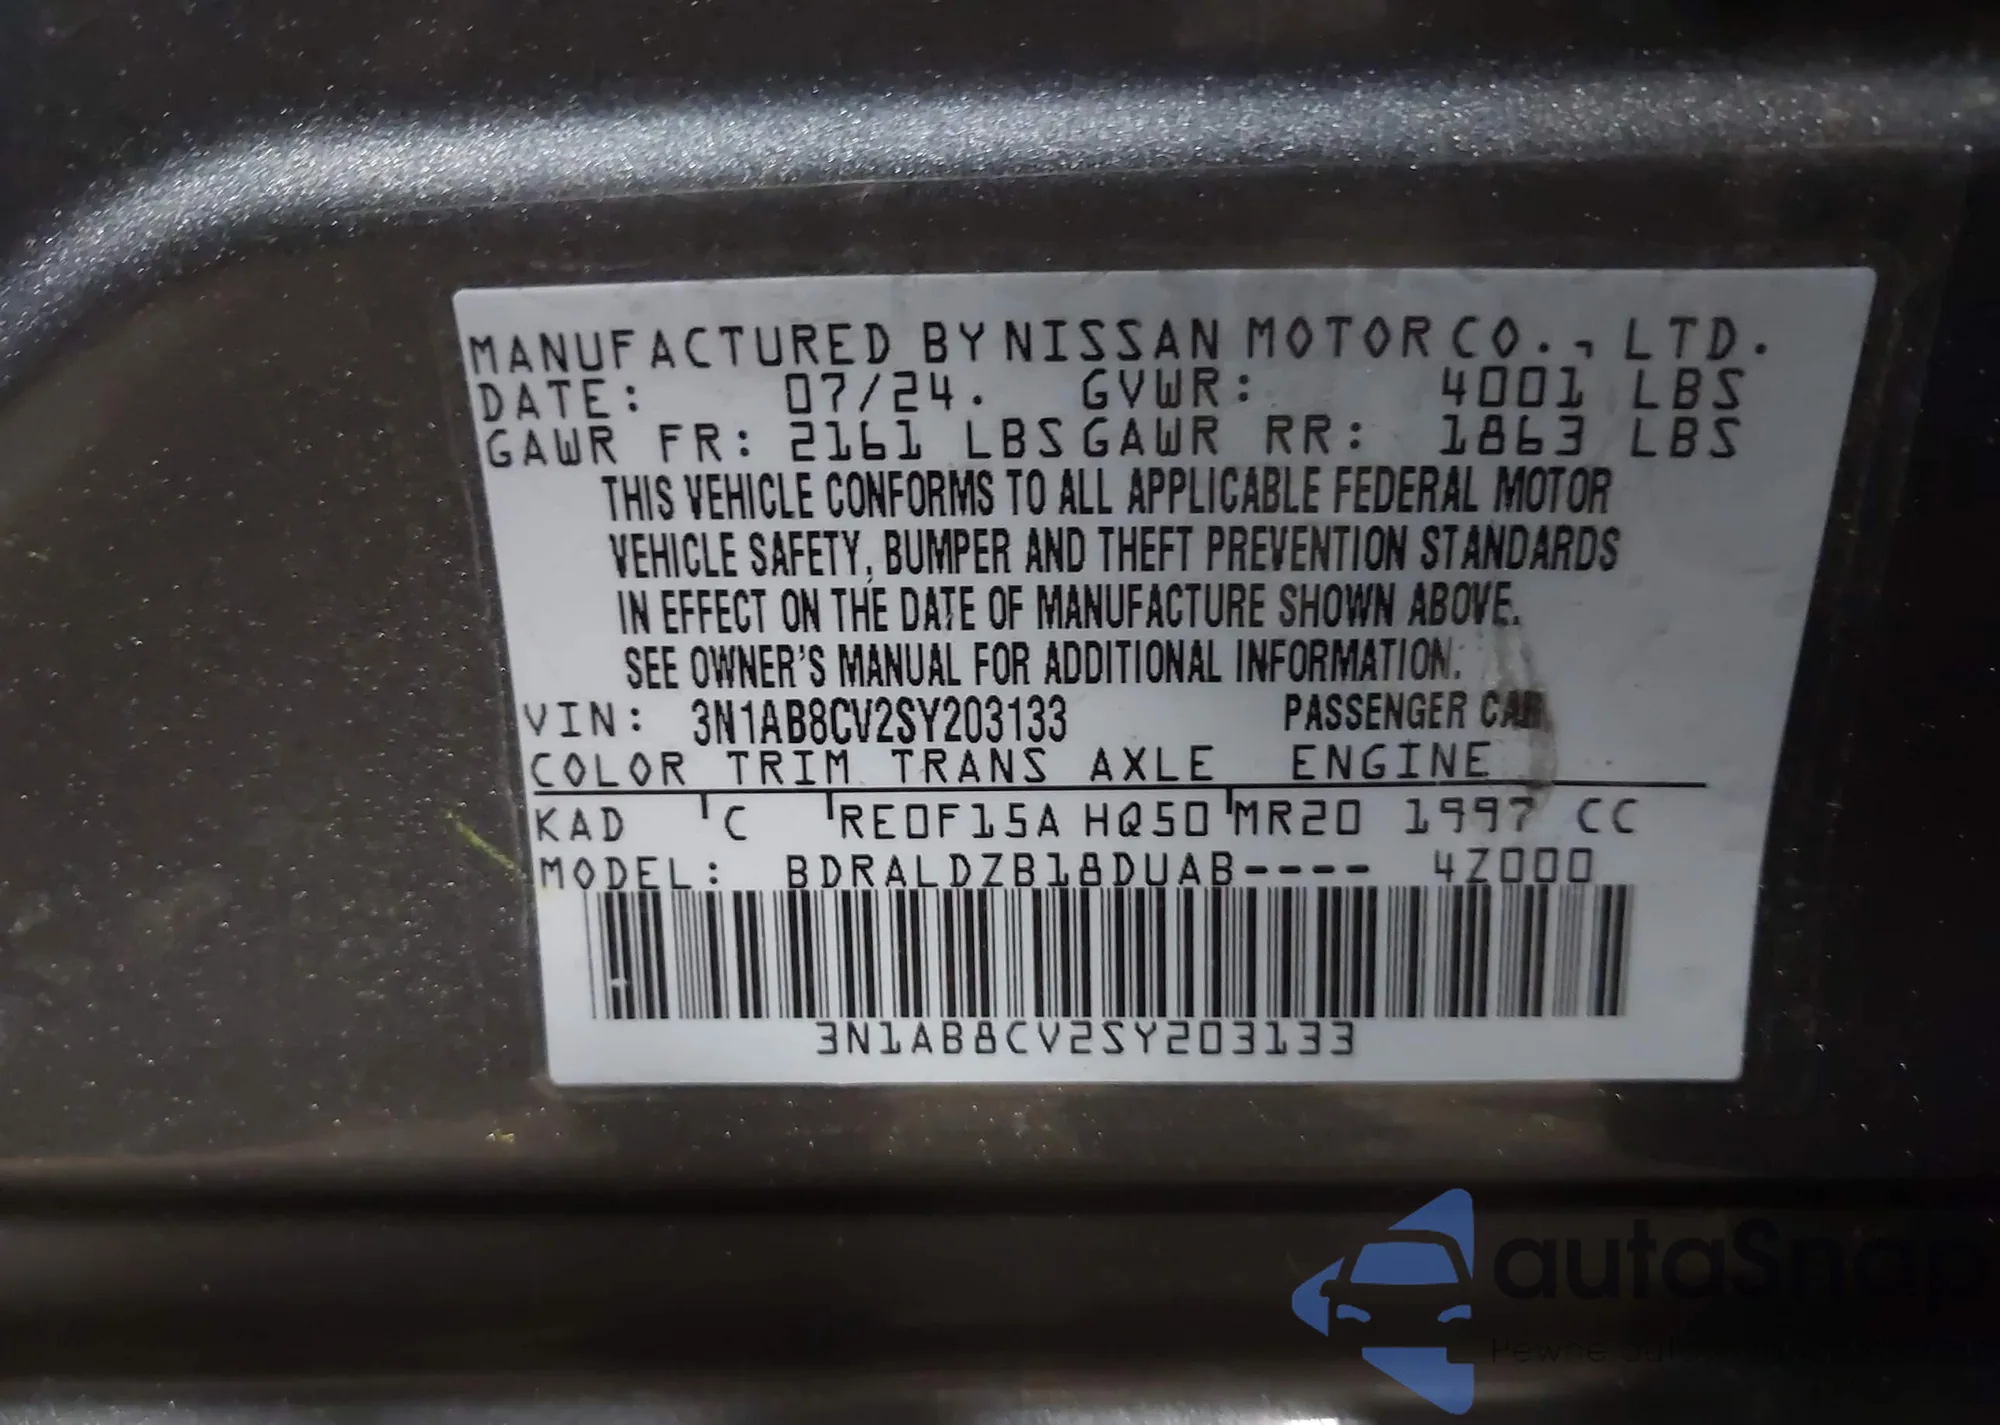 MANUFACTURED BY NISSAN MOTOR CO., LTD.
DATE: 07/24. GVWR: 4001 LBS
GAWR FR: 2161 LBS GAWR RR: 1863 LBS
THIS VEHICLE CONFORMS TO ALL APPLICABLE FEDERAL MOTOR
VEHICLE SAFETY, BUMPER AND THEFT PREVENTION STANDARDS
IN EFFECT ON THE DATE OF MANUFACTURE SHOWN ABOVE.
SEE OWNER'S MANUAL FOR ADDITIONAL INFORMATION.
VIN: 3N1AB8CV2SY203133 PASSENGER CAR
COLOR TRIM TRANS AXLE ENGINE
KAD C RE0F15A HQ50 MR20 1997 CC
MODEL: BDRALDZB18DUAB---- 4Z000
3N1AB8CV2SY203133
autaSnap
Pewne